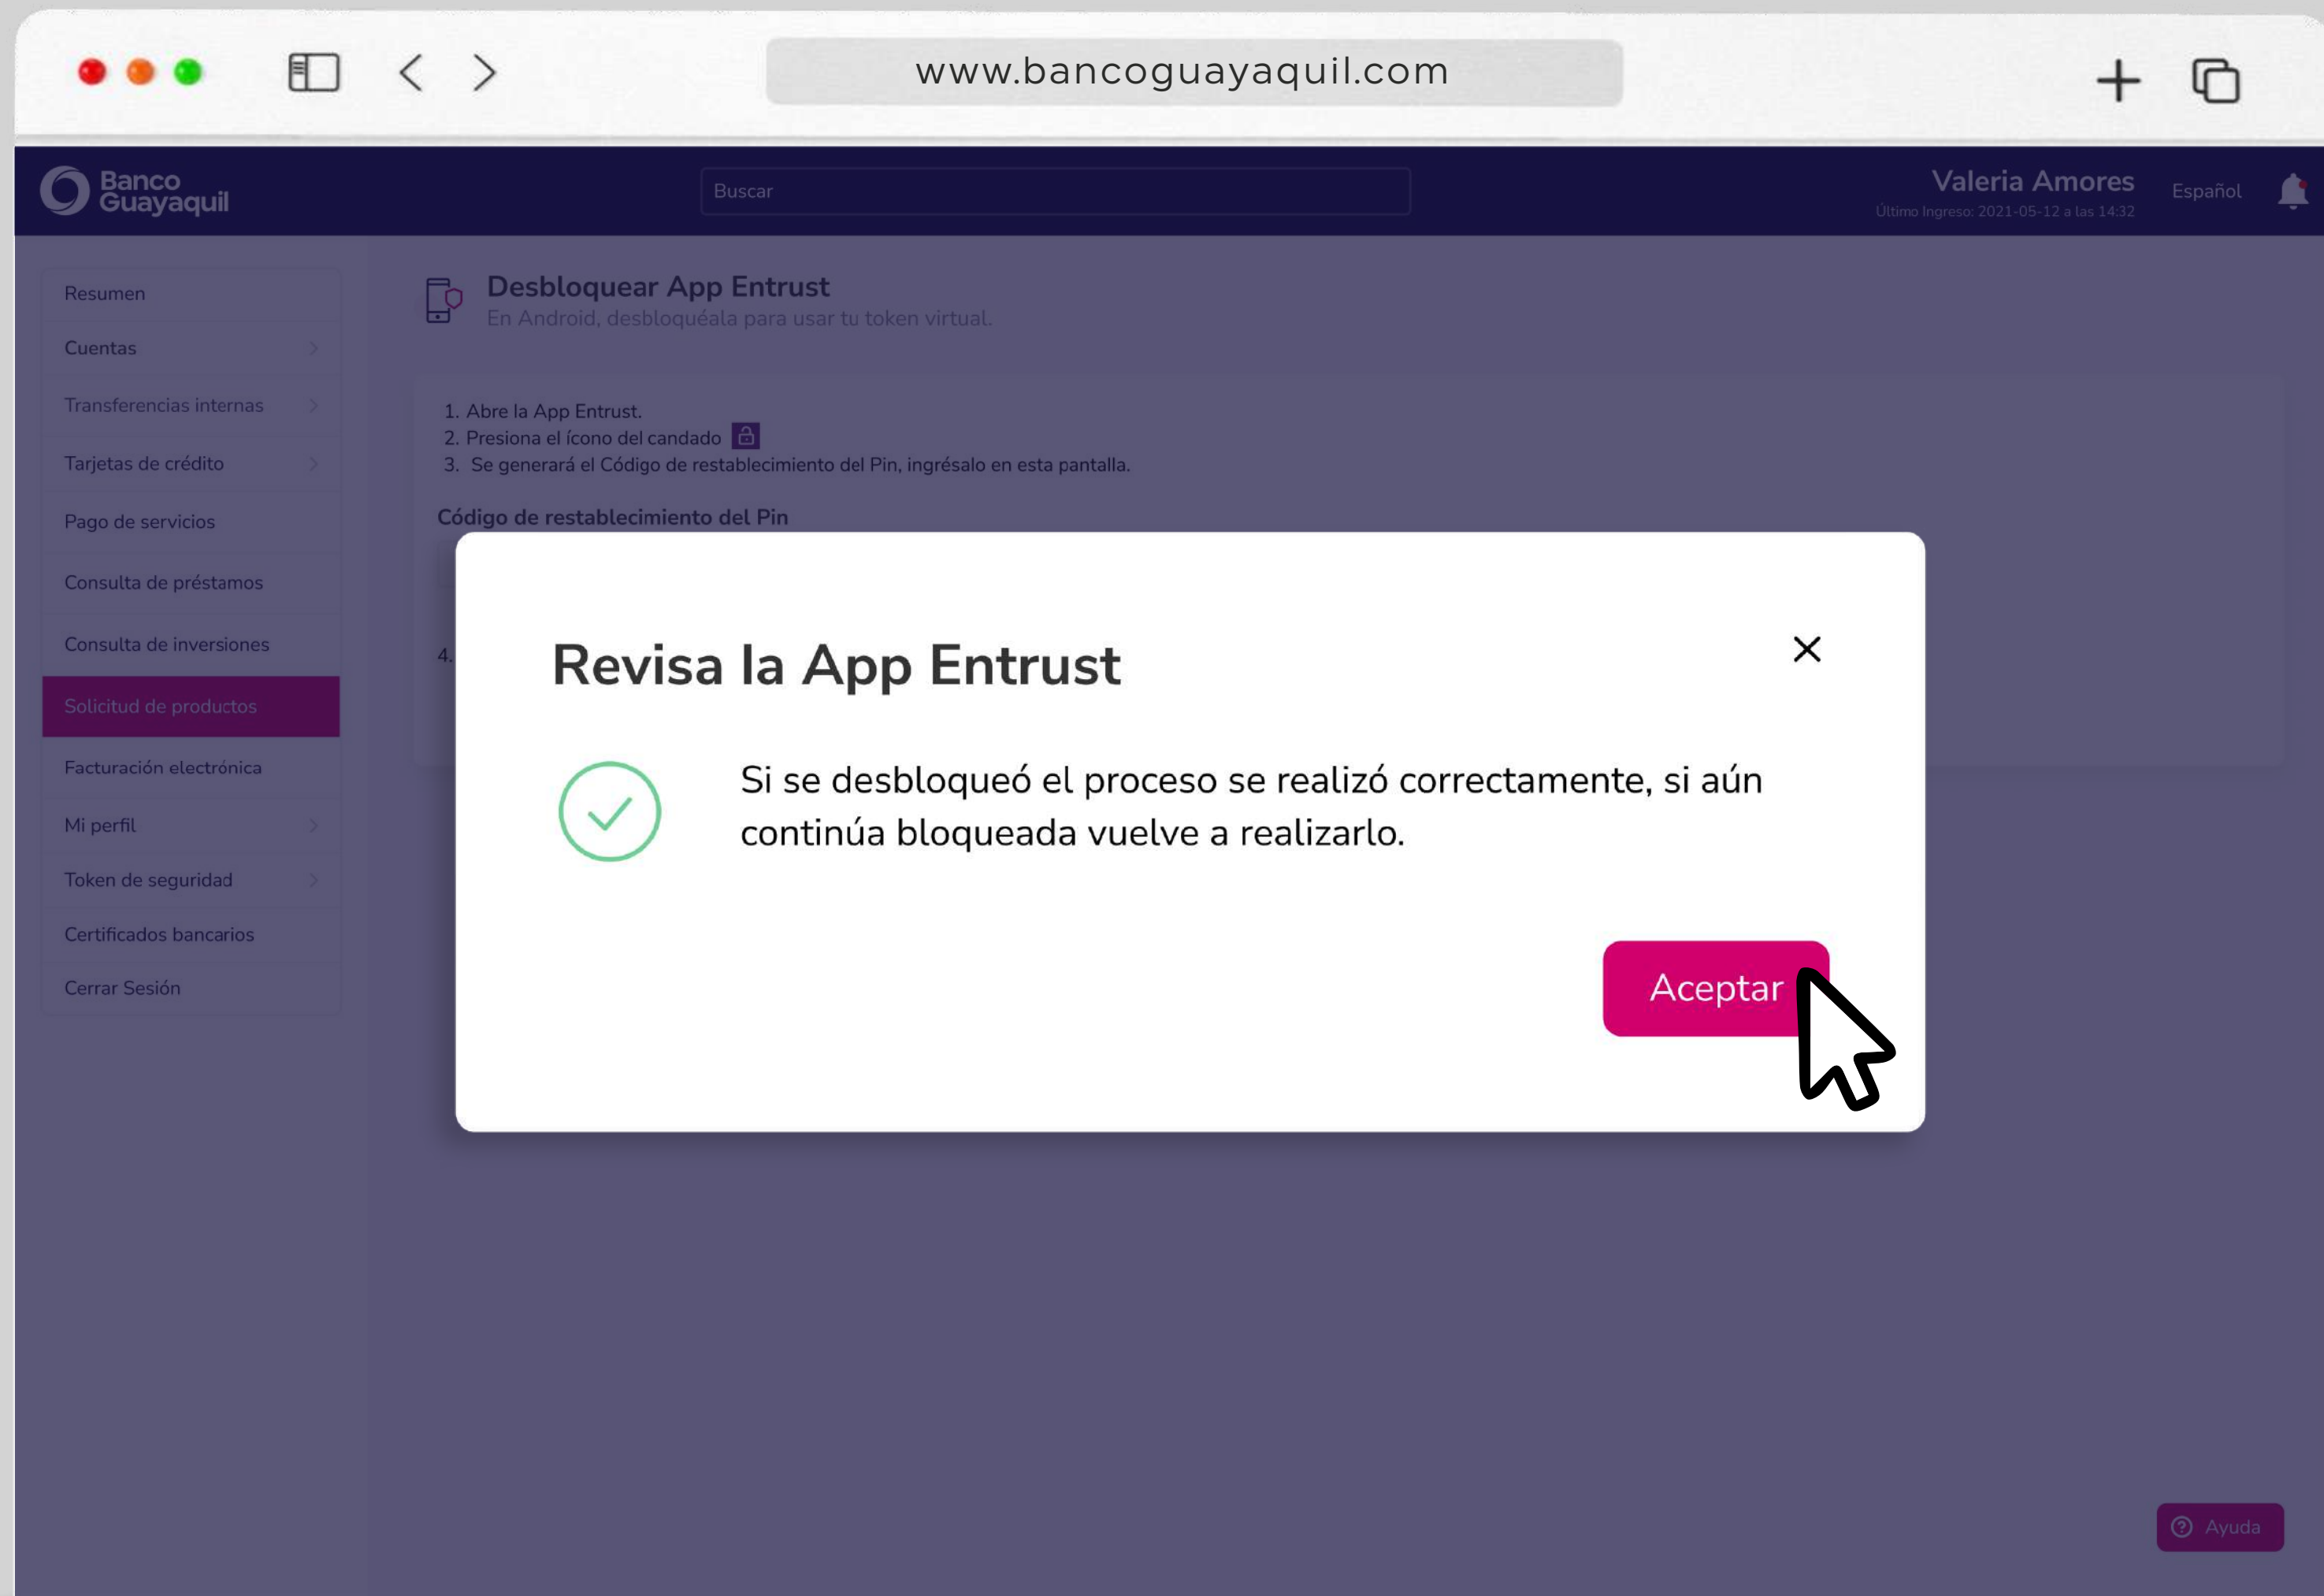 www.bancoguayaquil.com
Banco
Guayaquil
Buscar
Valeria Amores
Último Ingreso: 2021-05-12 a las 14:32
Español
Resumen
Cuentas
Transferencias internas
Tarjetas de crédito
Pago de servicios
Consulta de préstamos
Consulta de inversiones
Solicitud de productos
Facturación electrónica
Mi perfil
Token de seguridad
Certificados bancarios
Cerrar Sesión
Desbloquear App Entrust
En Android, desbloquéala para usar tu token virtual.
1. Abre la App Entrust.
2. Presiona el ícono del candado
3. Se generará el Código de restablecimiento del Pin, ingrésalo en esta pantalla.
Código de restablecimiento del Pin
4.
Revisa la App Entrust
Si se desbloqueó el proceso se realizó correctamente, si aún
continúa bloqueada vuelve a realizarlo.
Aceptar
Ayuda